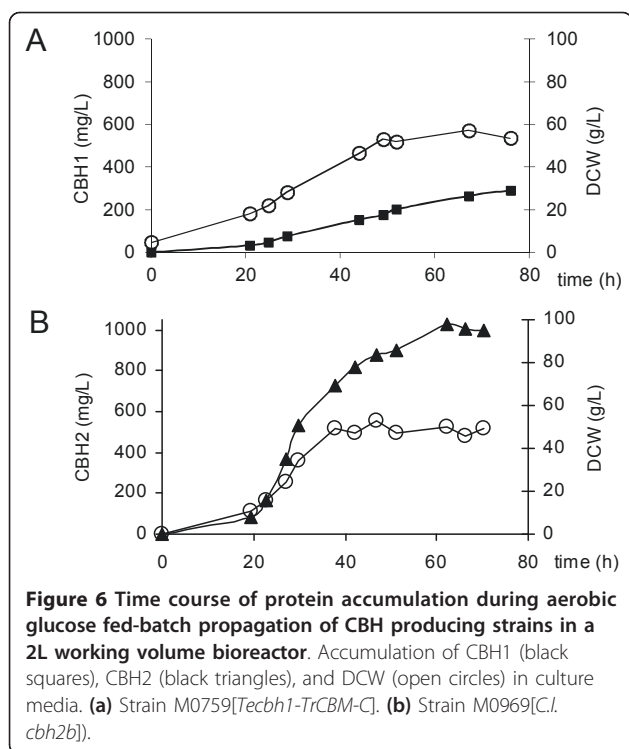 A
1000
800
600
400
200
0
CBH1 (mg/L)
100
80
60
40
20
0
DCW (g/L)
0 20 40 60 80
time (h)
B
1000
800
600
400
200
0
CBH2 (mg/L)
100
80
60
40
20
0
DCW (g/L)
0 20 40 60 80
time (h)
Figure 6 Time course of protein accumulation during aerobic
glucose fed-batch propagation of CBH producing strains in a
2L working volume bioreactor. Accumulation of CBH1 (black
squares), CBH2 (black triangles), and DCW (open circles) in culture
media. (a) Strain M0759[Tecbh1-TrCBM-C]. (b) Strain M0969[C.l.
cbh2b]).